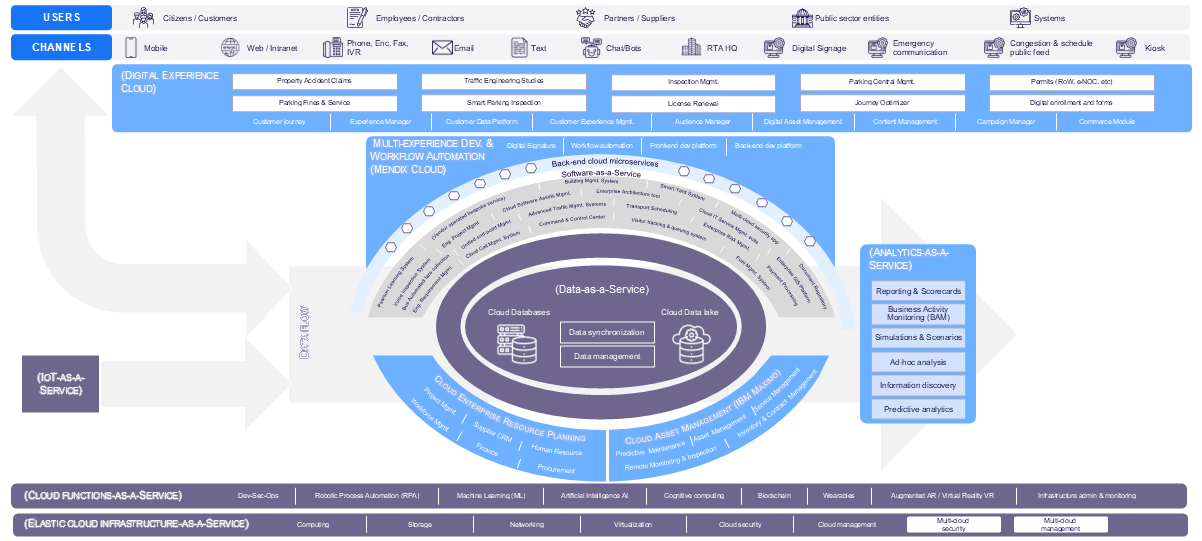 USERS
Citizens / Customers
Employees / Contractors
Partners / Suppliers
Public sector entities
Systems
CHANNELS
Mobile
Web / Intranet
Phone, Enc. Fax,
IVR
Email
Text
Chat/Bots
RTA HQ
Digital Signage
Emergency
communication
Congestion & schedule
public feed
Kiosk
(DIGITAL EXPERIENCE
CLOUD)
Property Accident Claims
Traffic Engineering Studies
Inspection Mgmt.
Parking Central Mgmt.
Permits (RoW, e-NOC, etc)
Parking Fines & Service
Smart Parking Inspection
License Renewal
Journey Optimizer
Digital enrollment and forms
Customer journey
Experience Manager
Customer Data Platform
Customer Experience Mgmt.
Audience Manager
Digital Asset Management
Content Management
Campaign Manager
Commerce Module
MULTI-EXPERIENCE DEV. &
WORKFLOW AUTOMATION
(MENDIX CLOUD)
Digital Signature
Workflow automation
Front-end dev platform
Back-end dev platform
Back-end cloud microservices
Software-as-a-Service
Building Mgmt. System
Smart Yard System
Cloud Software Assets Mgmt.
Enterprise Architecture tool
(Vendor operated bespoke service)
Advanced Traffic Mgmt. Systems
Transport Scheduling
Cloud IT Service Mgmt. suite
Multi-cloud security app
Eng. Project Mgmt
Unified end-point Mgmt.
Command & Control Center
Visitor tracking & queuing system
Enterprise Risk Mgmt.
Cloud Call Mgmt. System
Pearson Learning System
Voice inspection System
Bus Automated fare collection
Eng. Requirement Mgmt.
Fuel Mgmt. System
Payment Processing
Enterprise GIS Platform
Document Repository
(Data-as-a-Service)
Cloud Databases
Cloud Data lake
Data synchronization
Data management
DATA FLOW
(IOT-AS-A-
SERVICE)
(ANALYTICS-AS-A-
SERVICE)
Reporting & Scorecards
Business Activity
Monitoring (BAM)
Simulations & Scenarios
Ad-hoc analysis
Information discovery
Predictive analytics
CLOUD ENTERPRISE RESOURCE PLANNING
Project Mgmt.
Supplier CRM
Human Resource
Workforce Mgmt.
Finance
Procurement
CLOUD ASSET MANAGEMENT (IBM MAXIMO)
Predictive Maintenance
Asset Management
Service Management
Remote Monitoring & Inspection
Inventory & Contract Management
(CLOUD FUNCTIONS-AS-A-SERVICE)
Dev-Sec-Ops
Robotic Process Automation (RPA)
Machine Learning (ML)
Artificial Intelligence AI
Cognitive computing
Blockchain
Wearables
Augmented AR / Virtual Reality VR
Infrastructure admin & monitoring
(ELASTIC CLOUD INFRASTRUCTURE-AS-A-SERVICE)
Computing
Storage
Networking
Virtualization
Cloud security
Cloud management
Multi-cloud
security
Multi-cloud
management